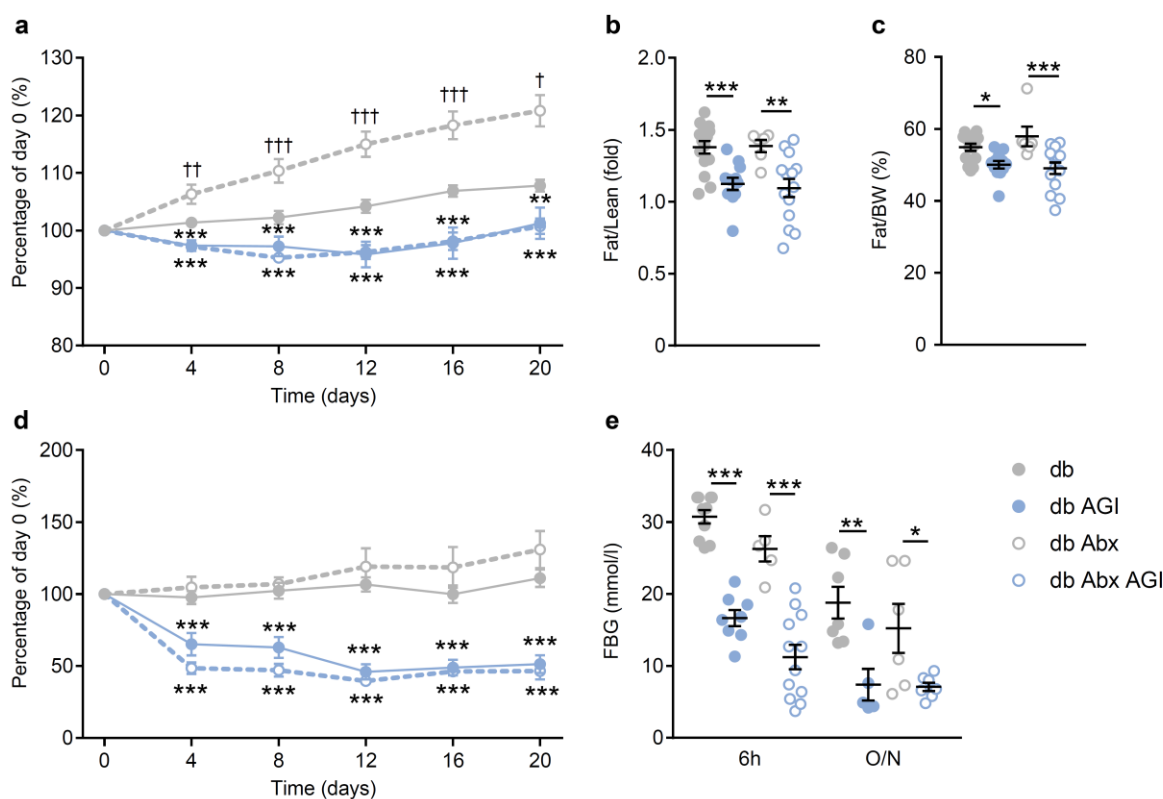 a
Percentage of day 0 (%)
130
120
110
100
90
80
†† ††† ††† ††† †
*** *** *** *** **
*** *** *** *** ***
0 4 8 12 16 20
Time (days)
b
Fat/Lean (fold)
2.0
1.5
1.0
0.5
0
*** **
c
Fat/BW (%)
80
60
40
20
0
* ***
d
Percentage of day 0 (%)
200
150
100
50
0
*** *** *** *** ***
*** *** *** *** ***
0 4 8 12 16 20
Time (days)
e
FBG (mmol/l)
40
30
20
10
0
*** *** ** *
6h O/N
db
db AGI
db Abx
db Abx AGI